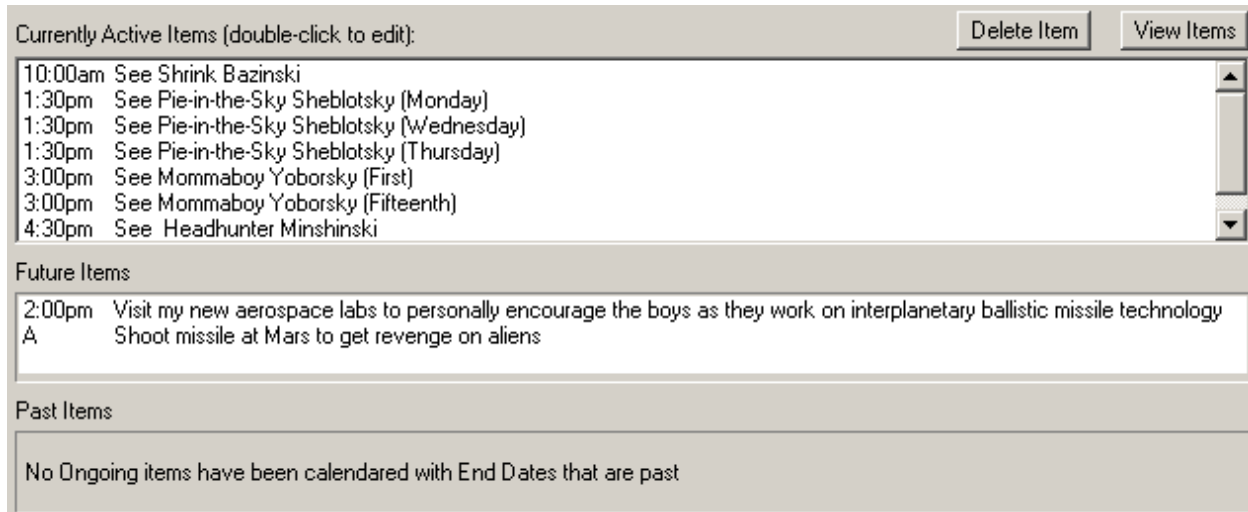 Currently Active Items (double-click to edit): Delete Item View Items
10:00am See Shrink Bazinski
1:30pm See Pie-in-the-Sky Sheblotsky (Monday)
1:30pm See Pie-in-the-Sky Sheblotsky (Wednesday)
1:30pm See Pie-in-the-Sky Sheblotsky (Thursday)
3:00pm See Mommaboy Yoborsky (First)
3:00pm See Mommaboy Yoborsky (Fifteenth)
4:30pm See Headhunter Minshinski
Future Items
2:00pm Visit my new aerospace labs to personally encourage the boys as they work on interplanetary ballistic missile technology
A Shoot missile at Mars to get revenge on aliens
Past Items
No Ongoing items have been calendared with End Dates that are past